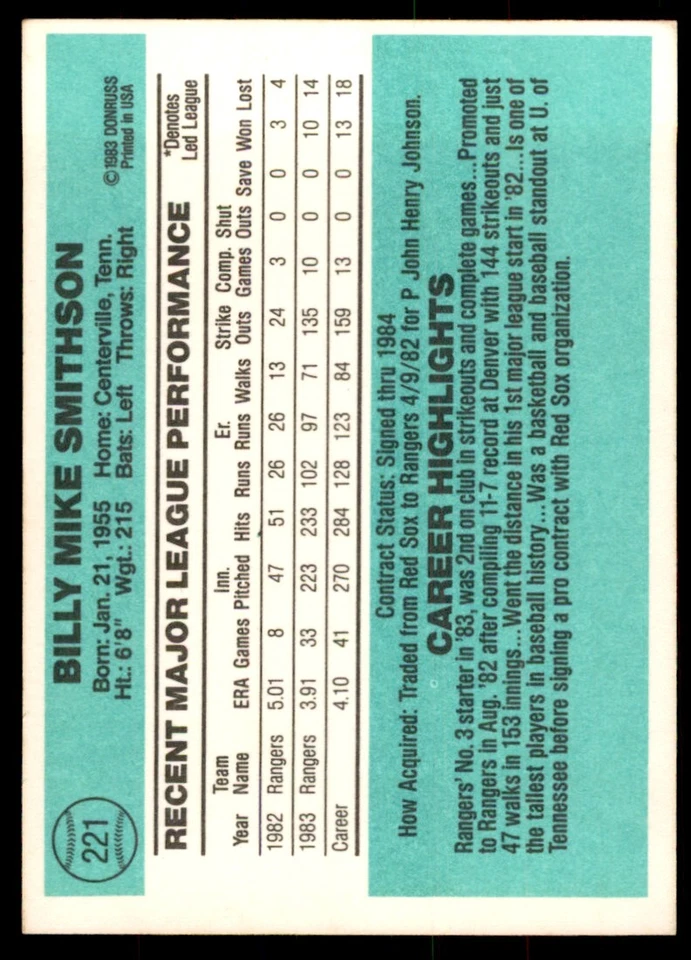 221
BILLY MIKE SMITHSON
Born: Jan. 21, 1955 Home: Centerville, Tenn.
Ht.: 6'8" Wgt.: 215 Bats: Left Throws: Right
©1983 DONRUSS
Printed in USA
RECENT MAJOR LEAGUE PERFORMANCE
*Denotes
Led League
Team Inn. Er. Strike Comp. Shut
Year Name ERA Games Pitched Hits Runs Runs Walks Outs Games Outs Save Won Lost
1982 Rangers 5.01 8 47 51 26 26 13 24 3 0 0 3 4
1983 Rangers 3.91 33 223 233 102 97 71 135 10 0 0 10 14
Career 4.10 41 270 284 128 123 84 159 13 0 0 13 18
Contract Status: Signed thru 1984
How Acquired: Traded from Red Sox to Rangers 4/9/82 for P John Henry Johnson.
CAREER HIGHLIGHTS
Rangers' No. 3 starter in '83, was 2nd on club in strikeouts and complete games...Promoted
to Rangers in Aug. '82 after compiling 11-7 record at Denver with 144 strikeouts and just
47 walks in 153 innings...Went the distance in his 1st major league start in '82...Is one of
the tallest players in baseball history...Was a basketball and baseball standout at U. of
Tennessee before signing a pro contract with Red Sox organization.